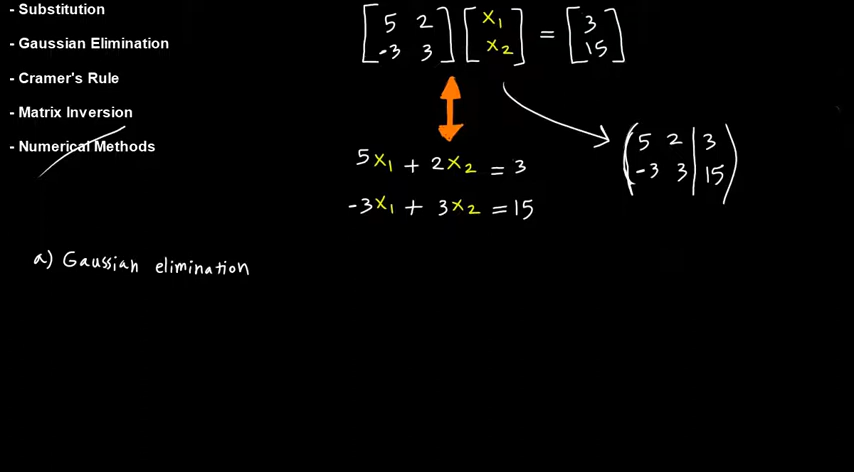 - Substitution
- Gaussian Elimination
- Cramer's Rule
- Matrix Inversion
- Numerical Methods
[5 2; -3 3] [x₁; x₂] = [3; 15]
(5 2 | 3; -3 3 | 15)
5x₁ + 2x₂ = 3
-3x₁ + 3x₂ = 15
a) Gaussian elimination